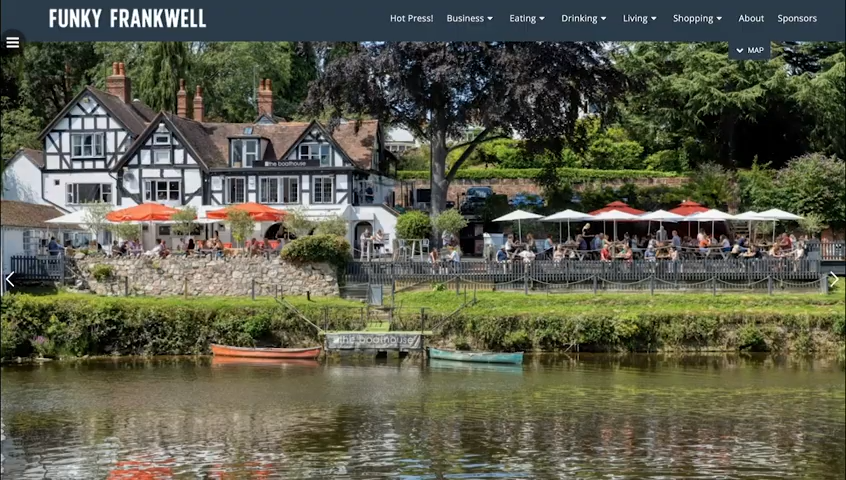 FUNKY FRANKWELL
Hot Press! Business Eating Drinking Living Shopping About Sponsors
MAP
the boathouse
the boathouse